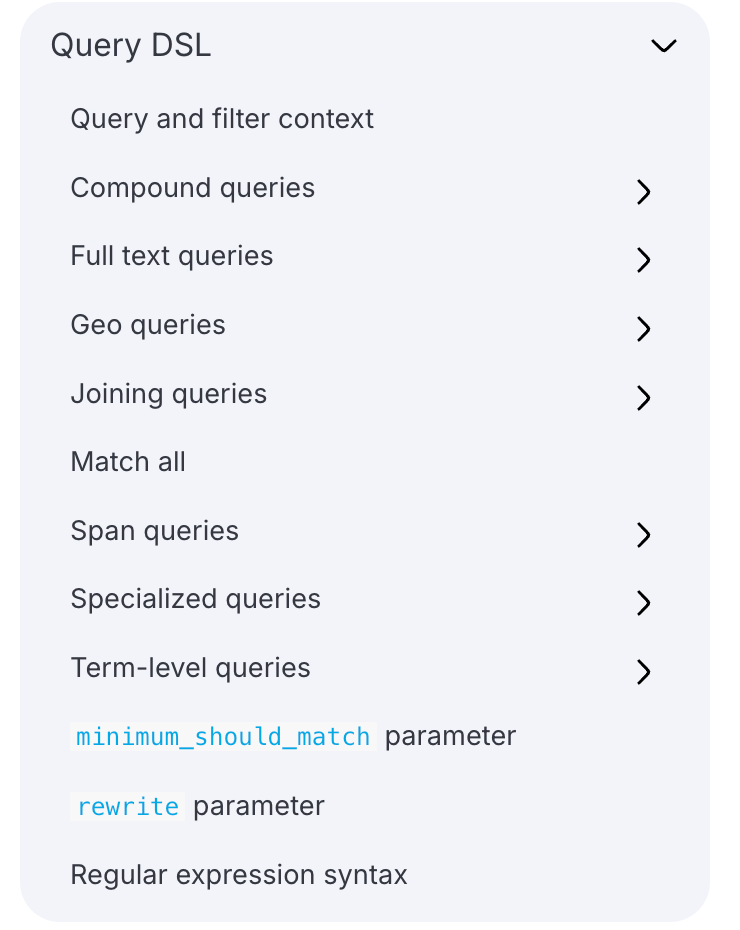 Query DSL
Query and filter context
Compound queries
Full text queries
Geo queries
Joining queries
Match all
Span queries
Specialized queries
Term-level queries
minimum_should_match parameter
rewrite parameter
Regular expression syntax